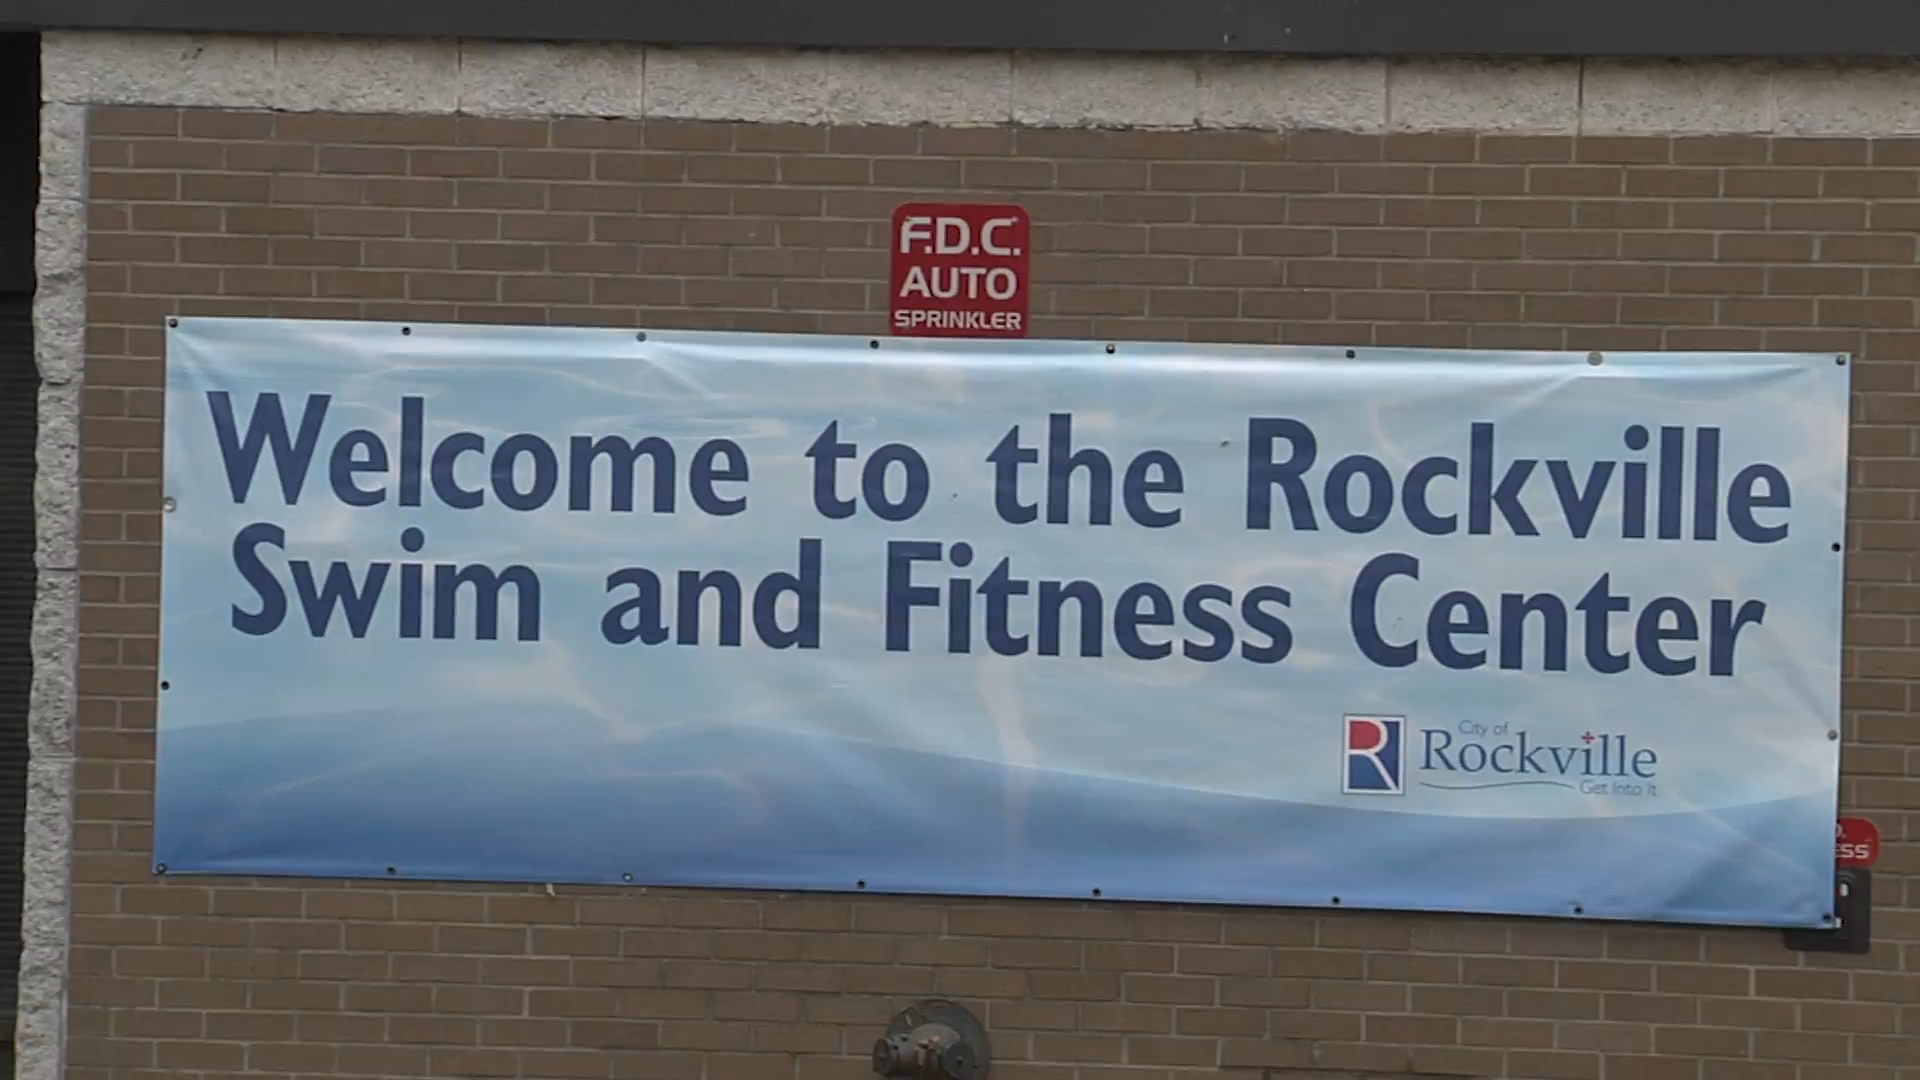 F.D.C.
AUTO
SPRINKLER
Welcome to the Rockville
Swim and Fitness Center
City of
Rockville
Get Into It